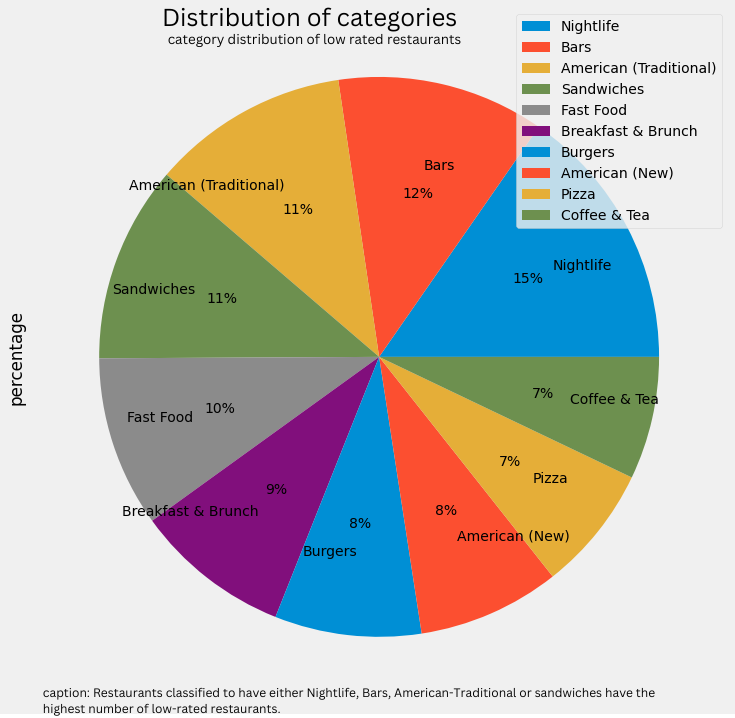 Distribution of categories
category distribution of low rated restaurants
Nightlife
Bars
American (Traditional)
Sandwiches
Fast Food
Breakfast & Brunch
Burgers
American (New)
Pizza
Coffee & Tea
Bars
12%
American (Traditional)
11%
Nightlife
15%
Sandwiches
11%
percentage
Fast Food
10%
7%
Coffee & Tea
7%
Pizza
9%
Breakfast & Brunch
8%
Burgers
8%
American (New)
caption: Restaurants classified to have either Nightlife, Bars, American-Traditional or sandwiches have the
highest number of low-rated restaurants.